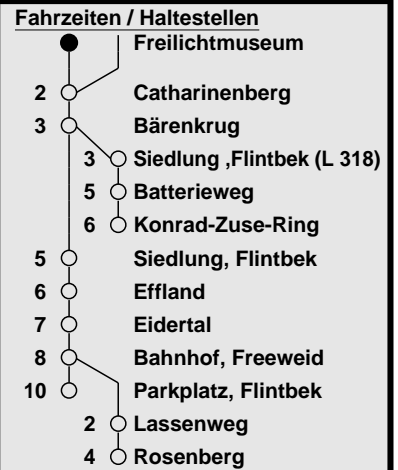 Fahrzeiten / Haltestellen
Freilichtmuseum
2 Catharinenberg
3 Bärenkrug
3 Siedlung ,Flintbek (L 318)
5 Batterieweg
6 Konrad-Zuse-Ring
5 Siedlung, Flintbek
6 Effland
7 Eidertal
8 Bahnhof, Freeweid
10 Parkplatz, Flintbek
2 Lassenweg
4 Rosenberg